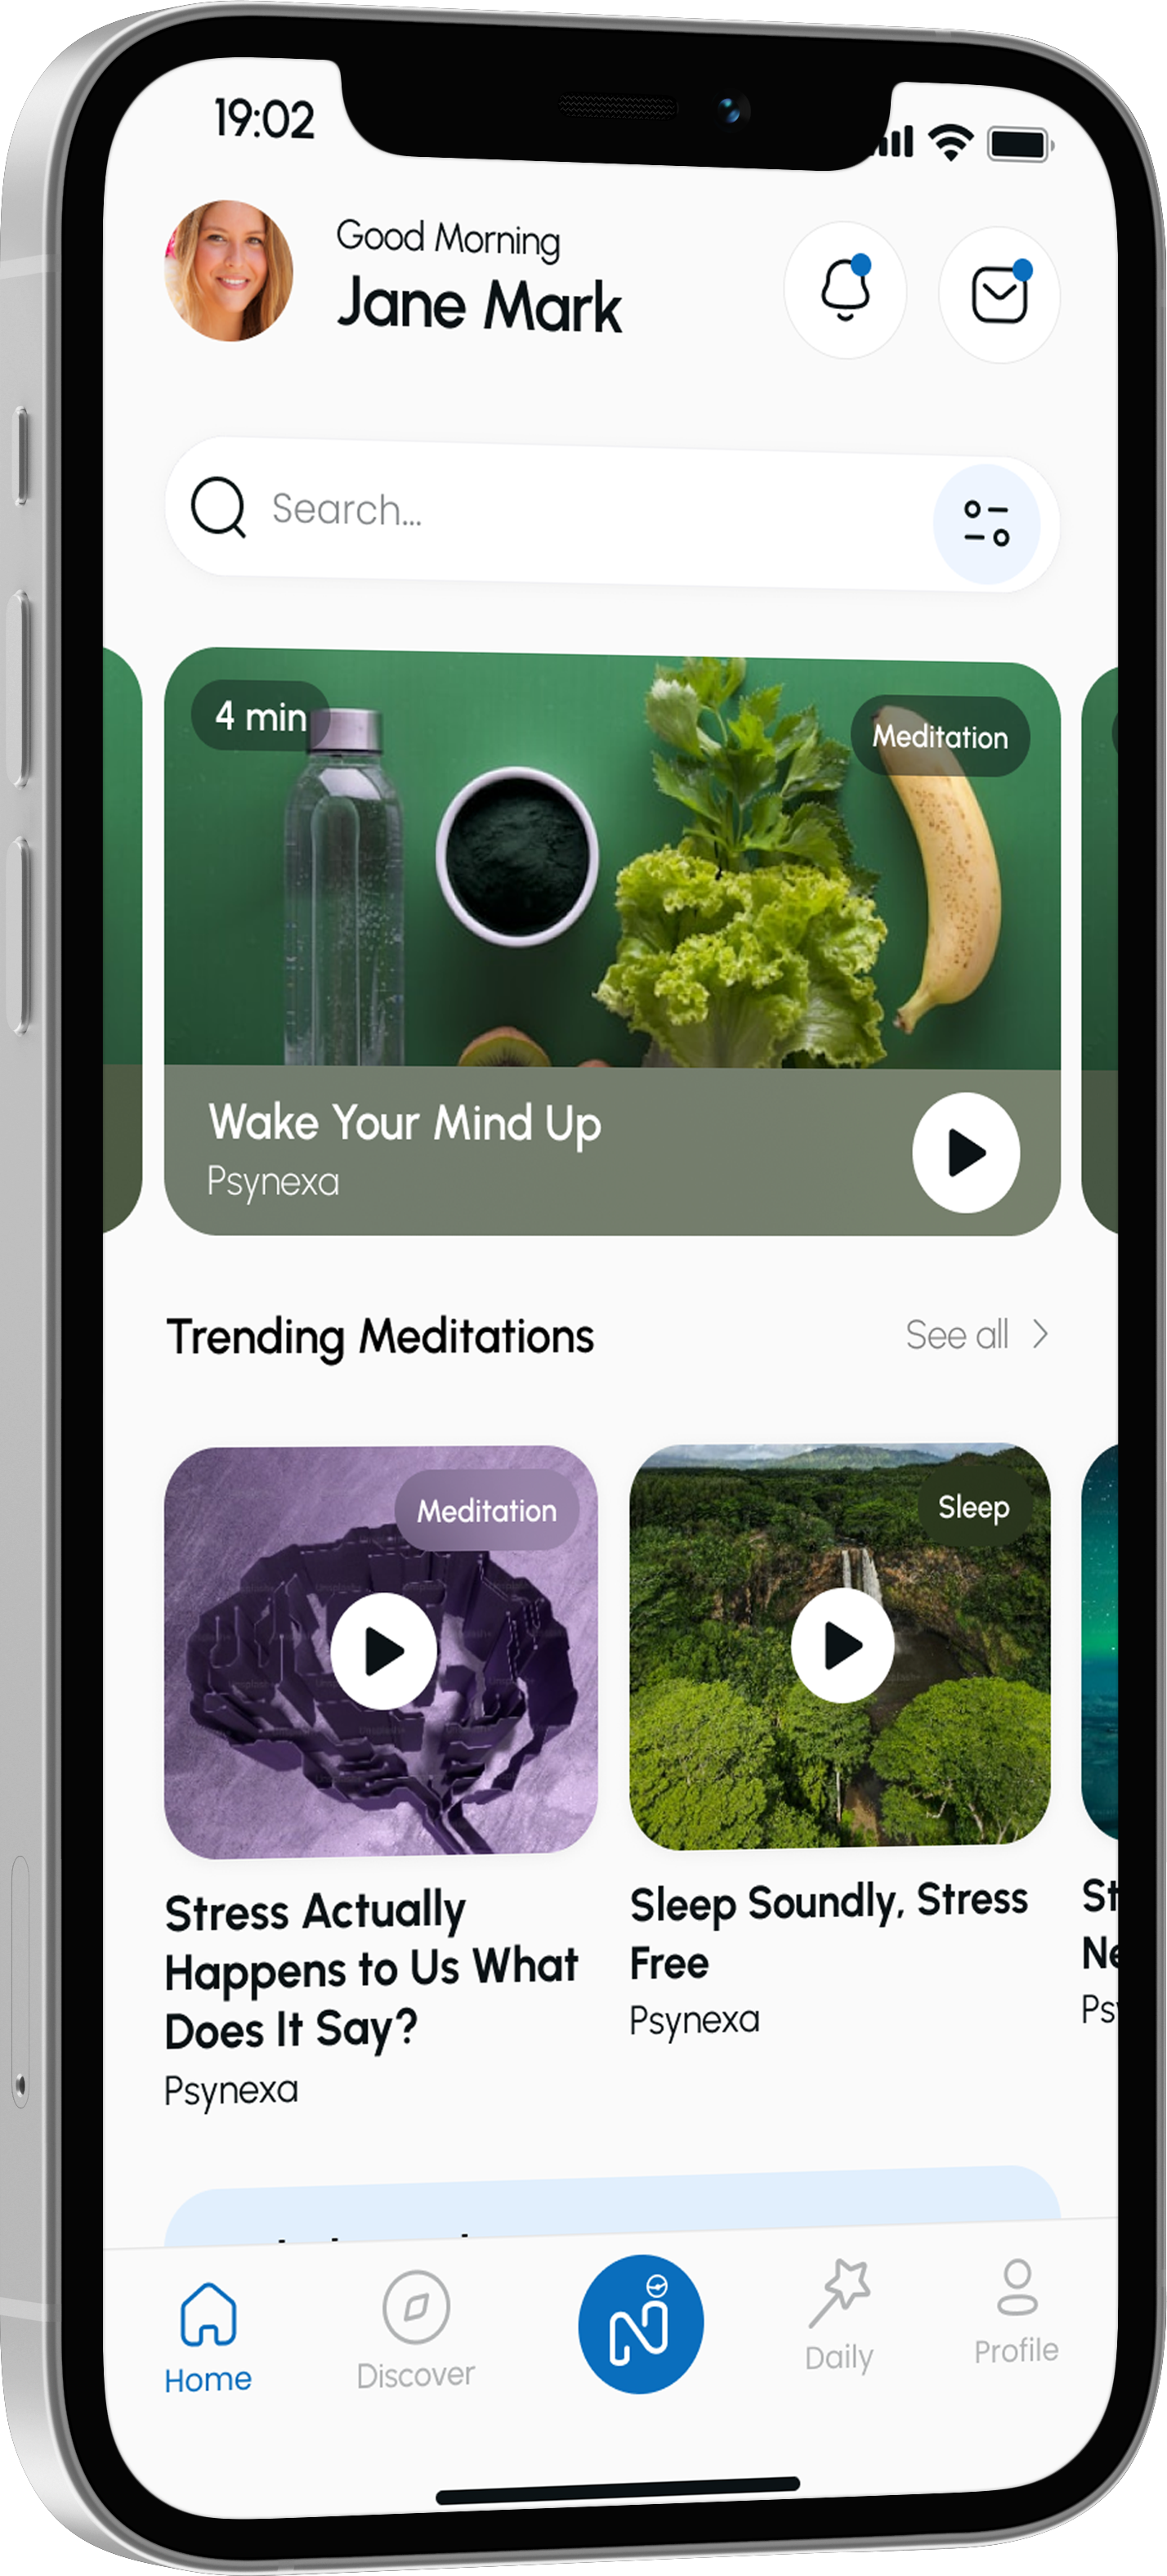 19:02
Good Morning
Jane Mark
Search...
4 min
Meditation
Wake Your Mind Up
Psynexa
Trending Meditations
See all
Meditation
Sleep
Stress Actually
Happens to Us What
Does It Say?
Psynexa
Sleep Soundly, Stress
Free
Psynexa
St
Ne
Psy
Home
Discover
Daily
Profile